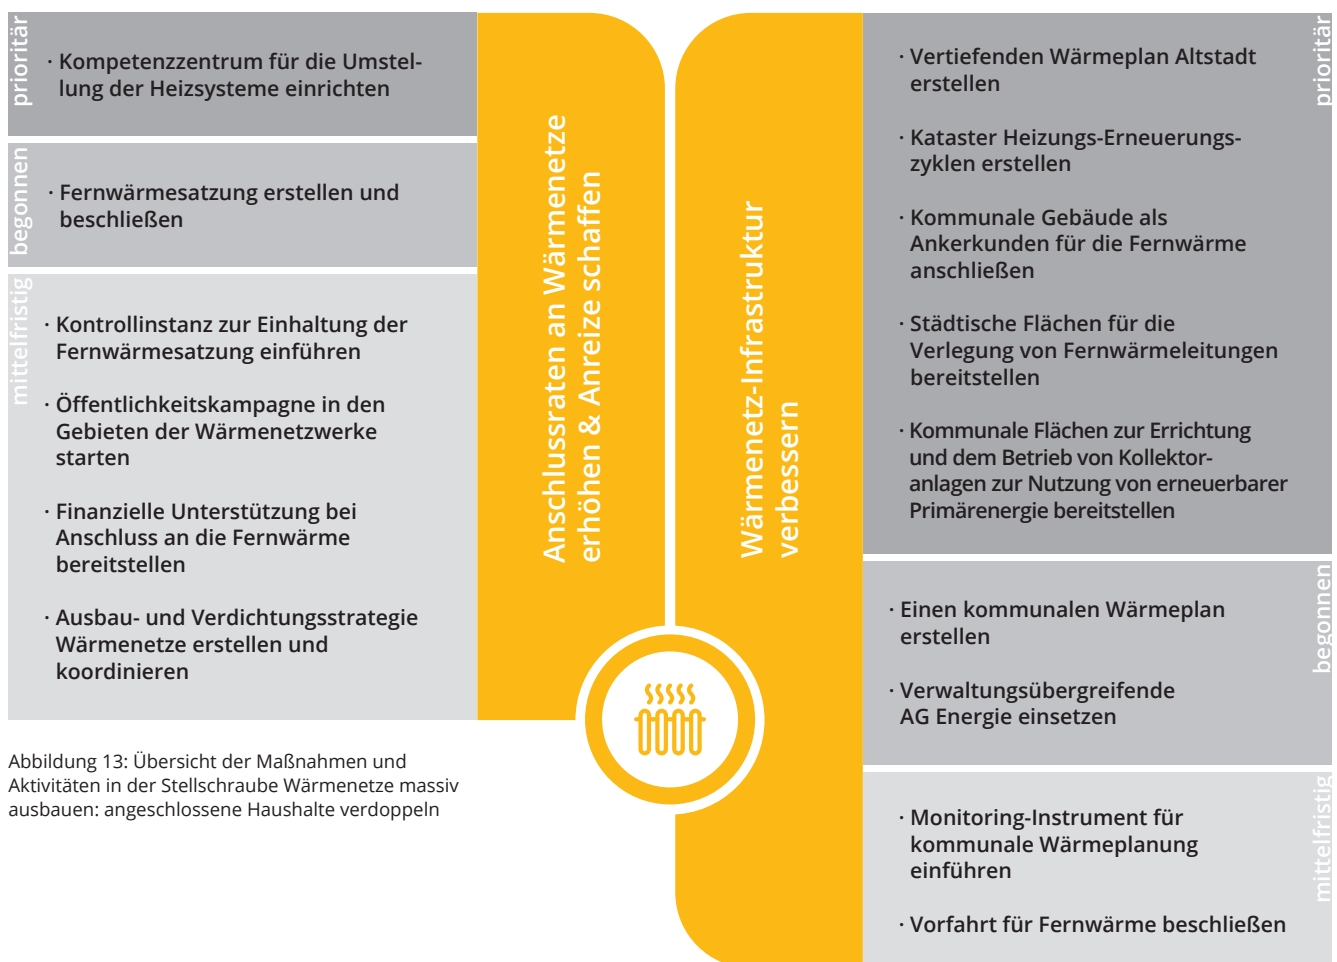 prioritär
· Kompetenzzentrum für die Umstel-
lung der Heizsysteme einrichten
begonnen
· Fernwärmesatzung erstellen und
beschließen
mittelfristig
· Kontrollinstanz zur Einhaltung der
Fernwärmesatzung einführen
· Öffentlichkeitskampagne in den
Gebieten der Wärmenetzwerke
starten
· Finanzielle Unterstützung bei
Anschluss an die Fernwärme
bereitstellen
· Ausbau- und Verdichtungsstrategie
Wärmenetze erstellen und
koordinieren
Anschlussraten an Wärmenetze
erhöhen & Anreize schaffen
Wärmenetz-Infrastruktur
verbessern
prioritär
· Vertiefenden Wärmeplan Altstadt
erstellen
· Kataster Heizungs-Erneuerungs-
zyklen erstellen
· Kommunale Gebäude als
Ankerkunden für die Fernwärme
anschließen
· Städtische Flächen für die
Verlegung von Fernwärmeleitungen
bereitstellen
· Kommunale Flächen zur Errichtung
und dem Betrieb von Kollektor-
anlagen zur Nutzung von erneuerbarer
Primärenergie bereitstellen
begonnen
· Einen kommunalen Wärmeplan
erstellen
· Verwaltungsübergreifende
AG Energie einsetzen
mittelfristig
· Monitoring-Instrument für
kommunale Wärmeplanung
einführen
· Vorfahrt für Fernwärme beschließen
Abbildung 13: Übersicht der Maßnahmen und
Aktivitäten in der Stellschraube Wärmenetze massiv
ausbauen: angeschlossene Haushalte verdoppeln